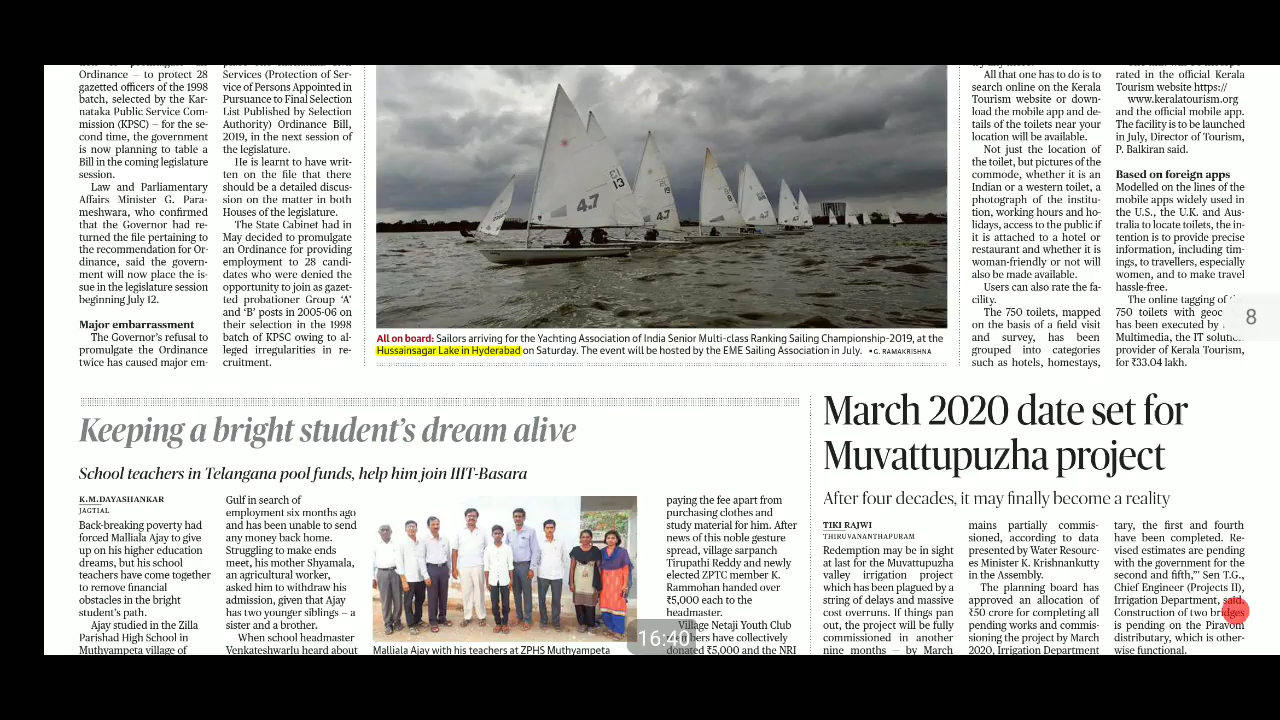 Ordinance — to protect 28
gazetted officers of the 1998
batch, selected by the Kar-
nataka Public Service Com-
mission (KPSC) — for the se-
cond time, the government
is now planning to table a
Bill in the coming legislature
session.
Law and Parliamentary
Affairs Minister G. Para-
meshwara, who confirmed
that the Governor had re-
turned the file pertaining to
the recommendation for Or-
dinance, said the govern-
ment will now place the is-
sue in the legislature session
beginning July 12.
Major embarrassment
The Governor's refusal to
promulgate the Ordinance
twice has caused major em-
Services (Protection of Ser-
vice of Persons Appointed in
Pursuance to Final Selection
List Published by Selection
Authority) Ordinance Bill,
2019, in the next session of
the legislature.
He is learnt to have writ-
ten on the file that there
should be a detailed discus-
sion on the matter in both
Houses of the legislature.
The State Cabinet had in
May decided to promulgate
an Ordinance for providing
employment to 28 candi-
dates who were denied the
opportunity to join as gazet-
ted probationer Group 'A'
and 'B' posts in 2005-06 on
their selection in the 1998
batch of KPSC owing to al-
leged irregularities in re-
cruitment.
13
4.7
19
4.7
4.7
All on board: Sailors arriving for the Yachting Association of India Senior Multi-class Ranking Sailing Championship-2019, at the
Hussainsagar Lake in Hyderabad on Saturday. The event will be hosted by the EME Sailing Association in July. ▪G. RAMAKRISHNA
All that one has to do is to
search online on the Kerala
Tourism website or down-
load the mobile app and de-
tails of the toilets near your
location will be available.
Not just the location of
the toilet, but pictures of the
commode, whether it is an
Indian or a western toilet, a
photograph of the institu-
tion, working hours and ho-
lidays, access to the public if
it is attached to a hotel or
restaurant and whether it is
woman-friendly or not will
also be made available.
Users can also rate the fa-
cility.
The 750 toilets, mapped
on the basis of a field visit
and survey, has been
grouped into categories
such as hotels, homestays,
rated in the official Kerala
Tourism website https://
www.keralatourism.org
and the official mobile app.
The facility is to be launched
in July, Director of Tourism,
P. Balkiran said.
Based on foreign apps
Modelled on the lines of the
mobile apps widely used in
the U.S., the U.K. and Aus-
tralia to locate toilets, the in-
tention is to provide precise
information, including tim-
ings, to travellers, especially
women, and to make travel
hassle-free.
The online tagging of
750 toilets with
has been executed by
Multimedia, the IT
provider of Kerala Tourism,
for ₹33.04 lakh.
8
Keeping a bright student's dream alive
School teachers in Telangana pool funds, help him join IIIT-Basara
K.M.DAYASHANKAR
JAGTIAL
Back-breaking poverty had
forced Malliala Ajay to give
up on his higher education
dreams, but his school
teachers have come together
to remove financial
obstacles in the bright
student's path.
Ajay studied in the Zilla
Parishad High School in
Muthyampeta village of
Gulf in search of
employment six months ago
and has been unable to send
any money back home.
Struggling to make ends
meet, his mother Shyamala,
an agricultural worker,
asked him to withdraw his
admission, given that Ajay
has two younger siblings — a
sister and a brother.
When school headmaster
Venkateshwarlu heard about
Malliala Ajay with his teachers at ZPHS Muthyampeta
16:40
paying the fee apart from
purchasing clothes and
study material for him. After
news of this noble gesture
spread, village sarpanch
Tirupathi Reddy and newly
elected ZPTC member K.
Rammohan handed over
₹5,000 each to the
headmaster.
Village Netaji Youth Club
have collectively
donated ₹5,000 and the NRI
March 2020 date set for
Muvattupuzha project
After four decades, it may finally become a reality
TIKI RAJWI
THIRUVANANTHAPURAM
Redemption may be in sight
at last for the Muvattupuzha
valley irrigation project
which has been plagued by a
string of delays and massive
cost overruns. If things pan
out, the project will be fully
commissioned in another
nine months — by March
mains partially commis-
sioned, according to data
presented by Water Resourc-
es Minister K. Krishnankutty
in the Assembly.
The planning board has
approved an allocation of
₹50 crore for completing all
pending works and commis-
sioning the project by March
2020, Irrigation Department
tary, the first and fourth
have been completed. Re-
vised estimates are pending
with the government for the
second and fifth,'" Sen T.G.,
Chief Engineer (Projects II),
Irrigation Department, said.
Construction of two bridges
is pending on the Piravom
distributary, which is other-
wise functional.